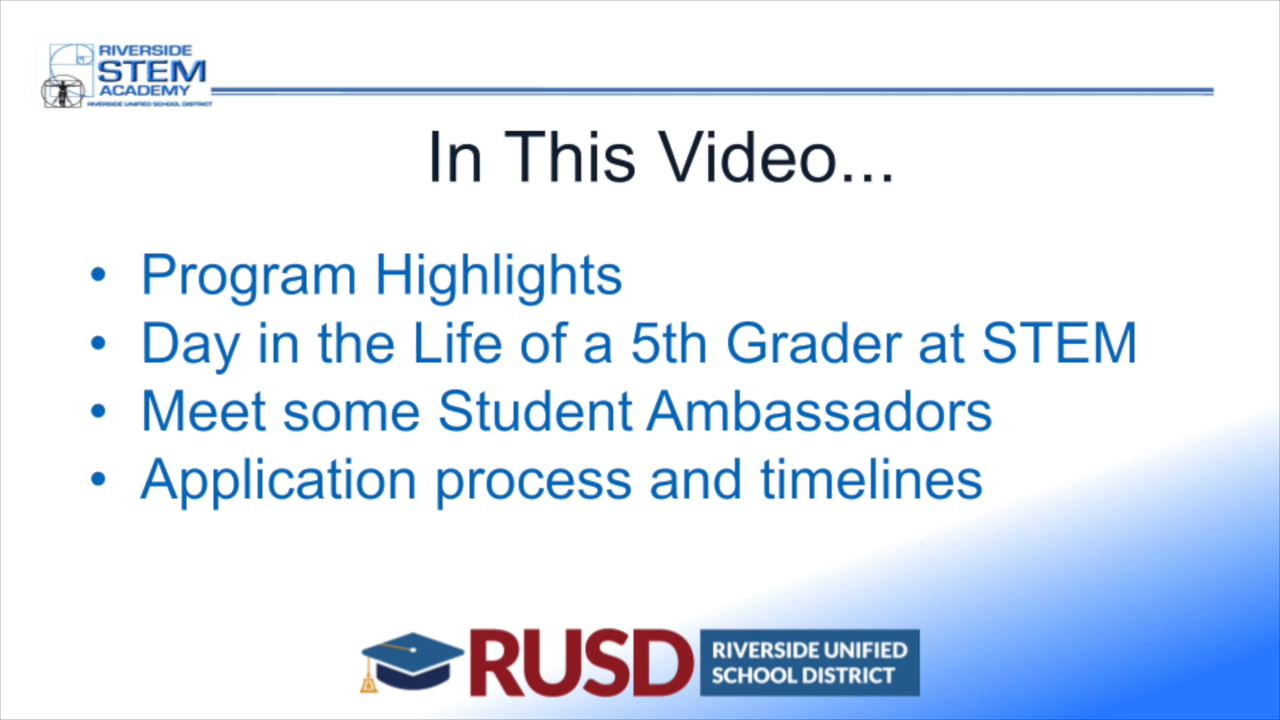 RIVERSIDE
STEM
ACADEMY
RIVERSIDE UNIFIED SCHOOL DISTRICT
In This Video...
• Program Highlights
• Day in the Life of a 5th Grader at STEM
• Meet some Student Ambassadors
• Application process and timelines
RUSD
RIVERSIDE UNIFIED
SCHOOL DISTRICT